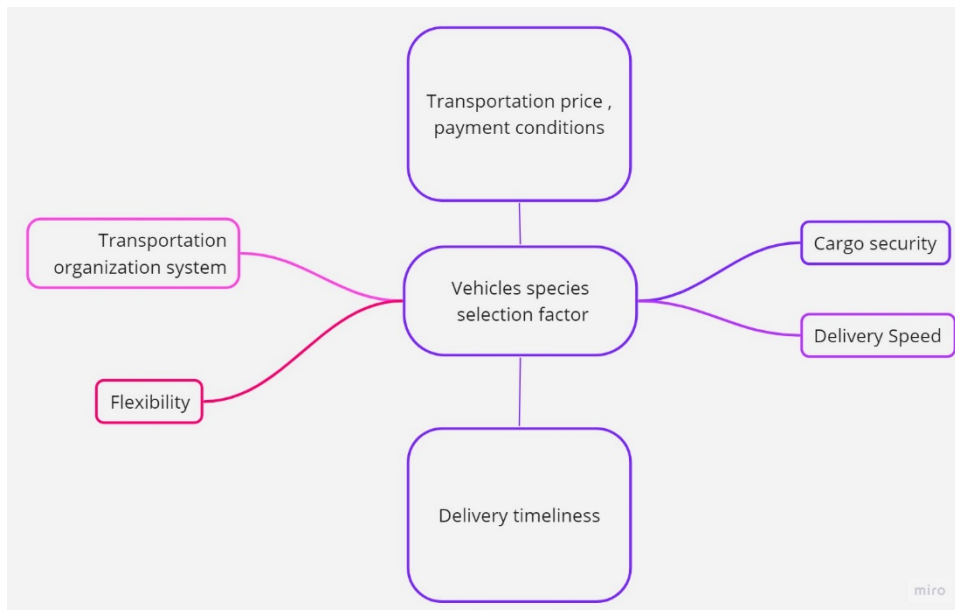 Transportation price ,
payment conditions
Transportation
organization system
Cargo security
Vehicles species
selection factor
Delivery Speed
Flexibility
Delivery timeliness
miro